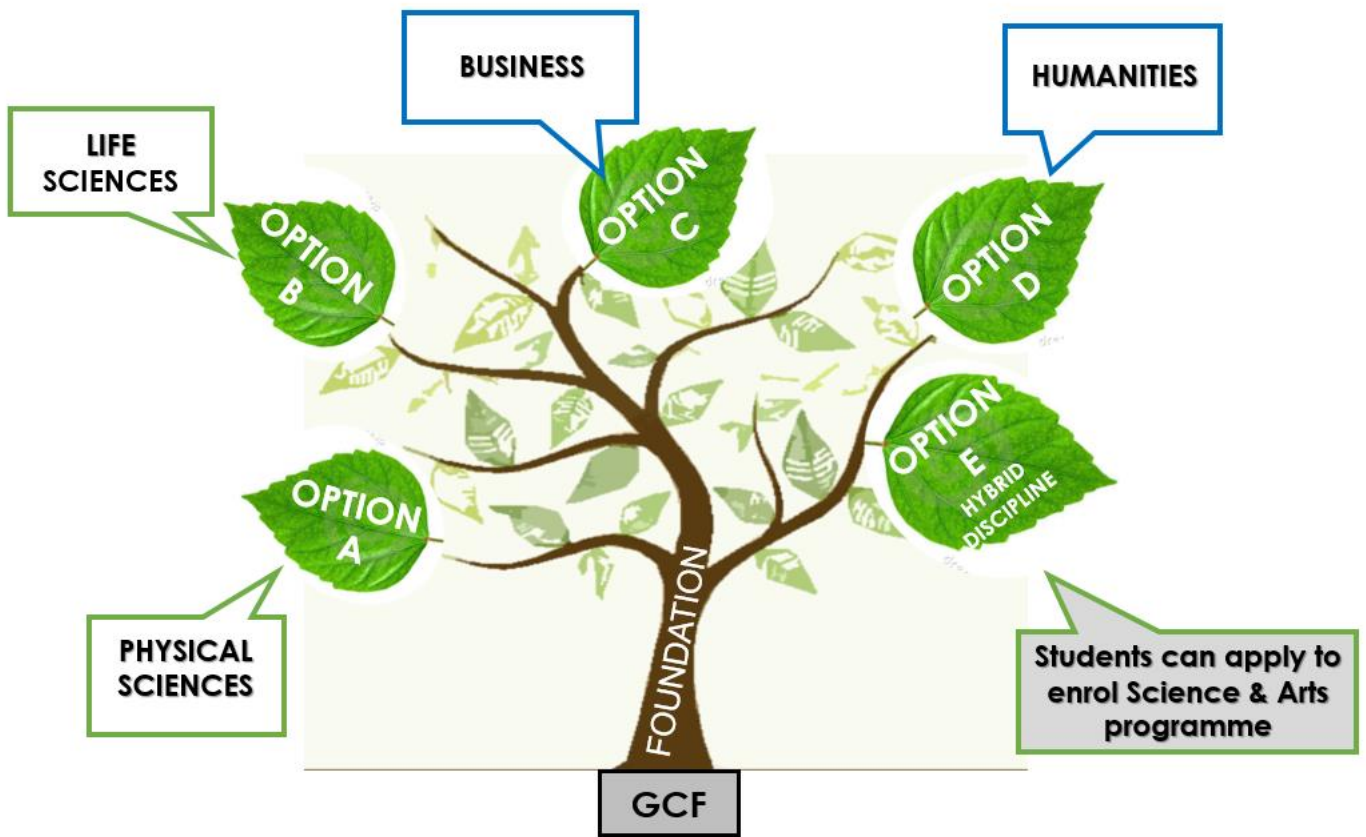 BUSINESS
HUMANITIES
LIFE
SCIENCES
OPTION
B
OPTION
C
OPTION
D
OPTION
A
OPTION
E
HYBRID
DISCIPLINE
PHYSICAL
SCIENCES
FOUNDATION
Students can apply to
enrol Science & Arts
programme
GCF